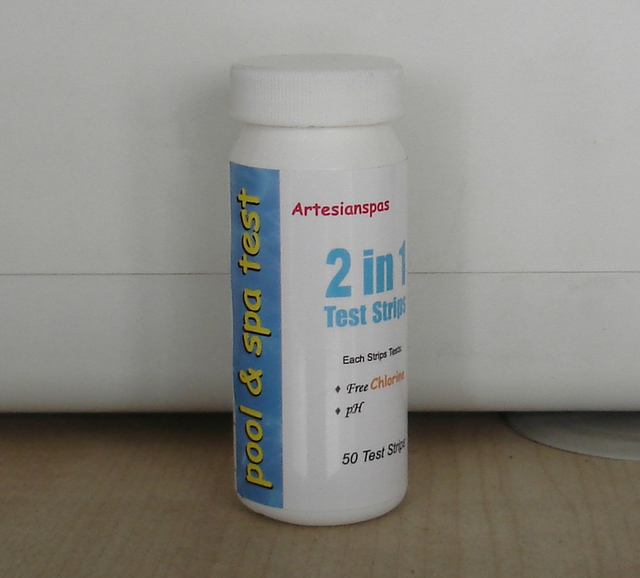 pool & spa test
Artesianspas
2 in 1
Test Strips
Each Strips Tests:
♦ Free Chlorine
♦ pH
50 Test Strips